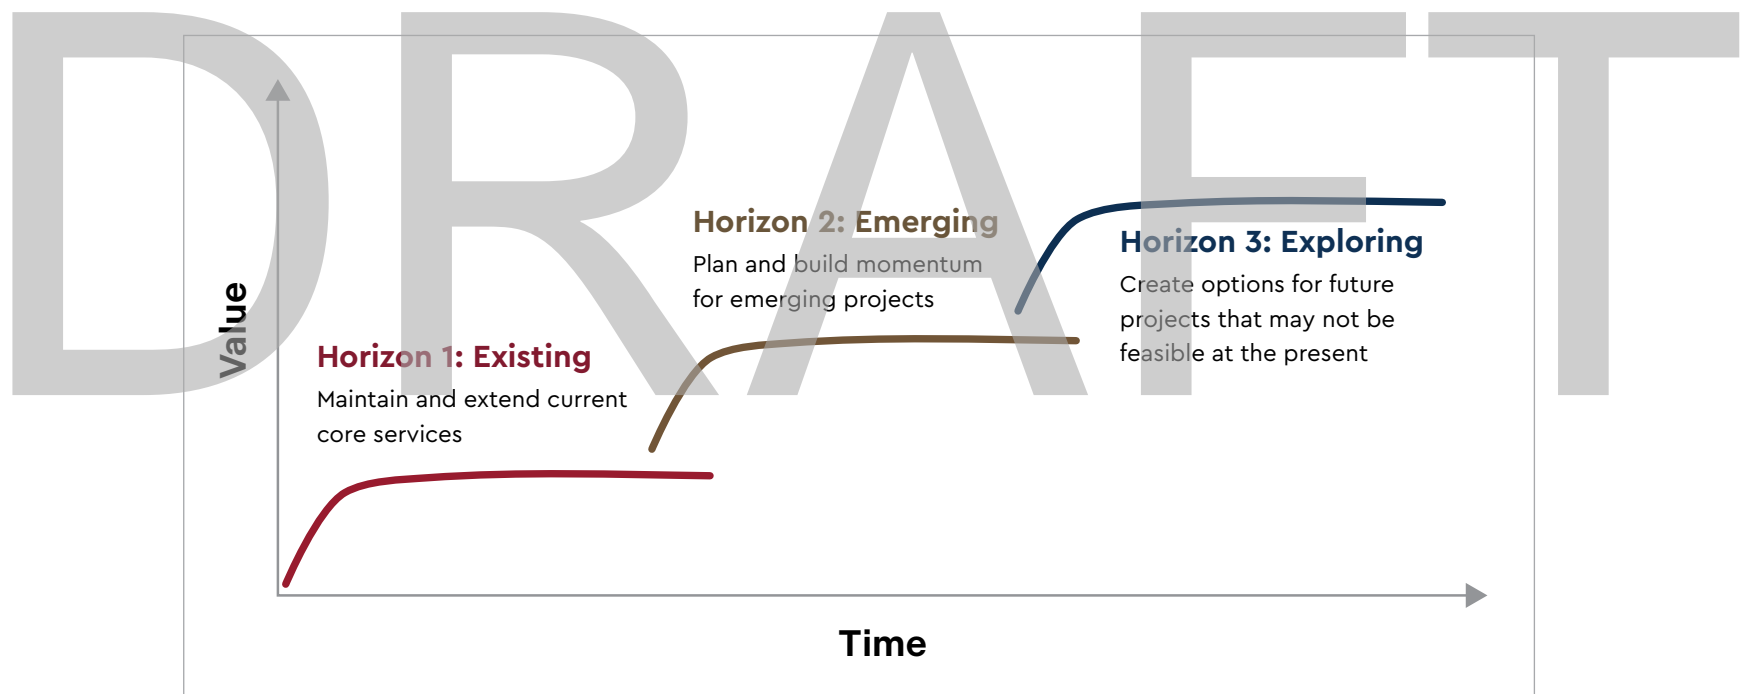 DRAFT
Value
Horizon 1: Existing
Maintain and extend current
core services
Horizon 2: Emerging
Plan and build momentum
for emerging projects
Horizon 3: Exploring
Create options for future
projects that may not be
feasible at the present
Time